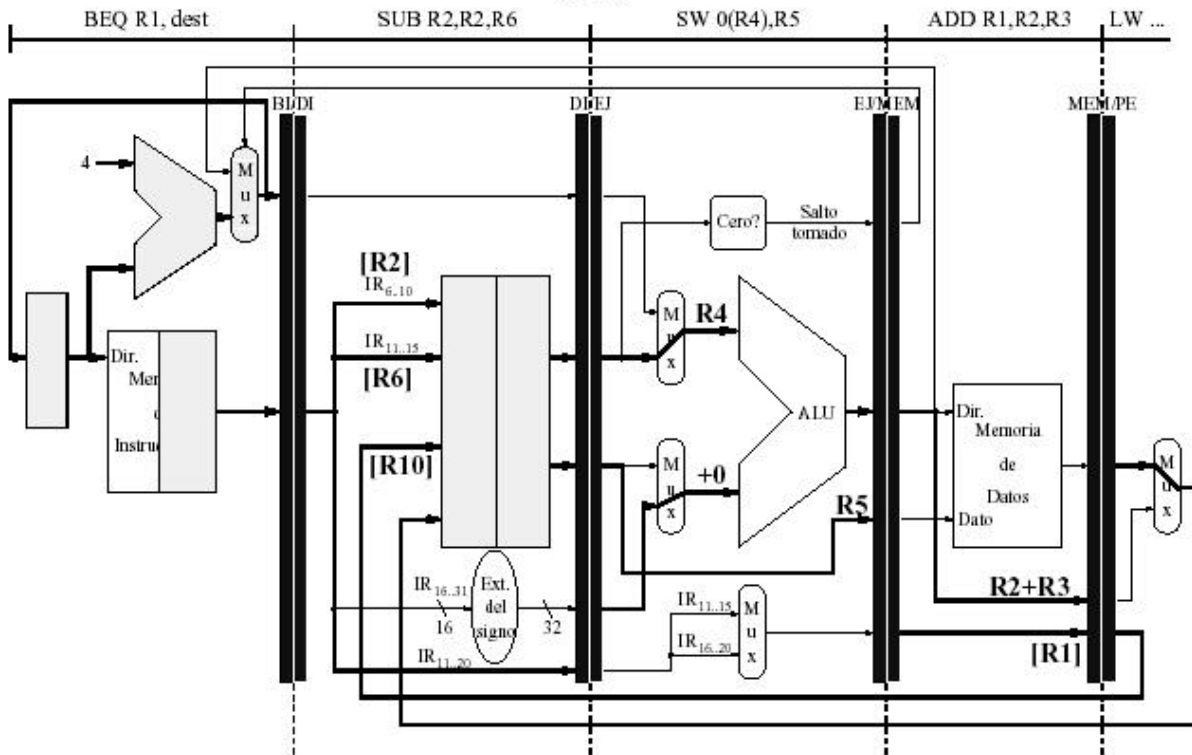 BEQ R1, dest
SUB R2,R2,R6
SW 0(R4),R5
ADD R1,R2,R3
LW ...
BI/DI
DI/EJ
EJ/MEM
MEM/PE
4
M
u
x
Cero?
Salto
tomado
[R2]
IR6..10
IR11..15
[R6]
[R10]
Dir.
Instruc
M
u
x
R4
ALU
M
u
x
+0
R5
Dir.
Memoria
de
Datos
Dato
M
u
x
IR16..31
16
Ext.
del
signo
32
IR11..20
IR11..15
IR16..20
M
u
x
R2+R3
[R1]